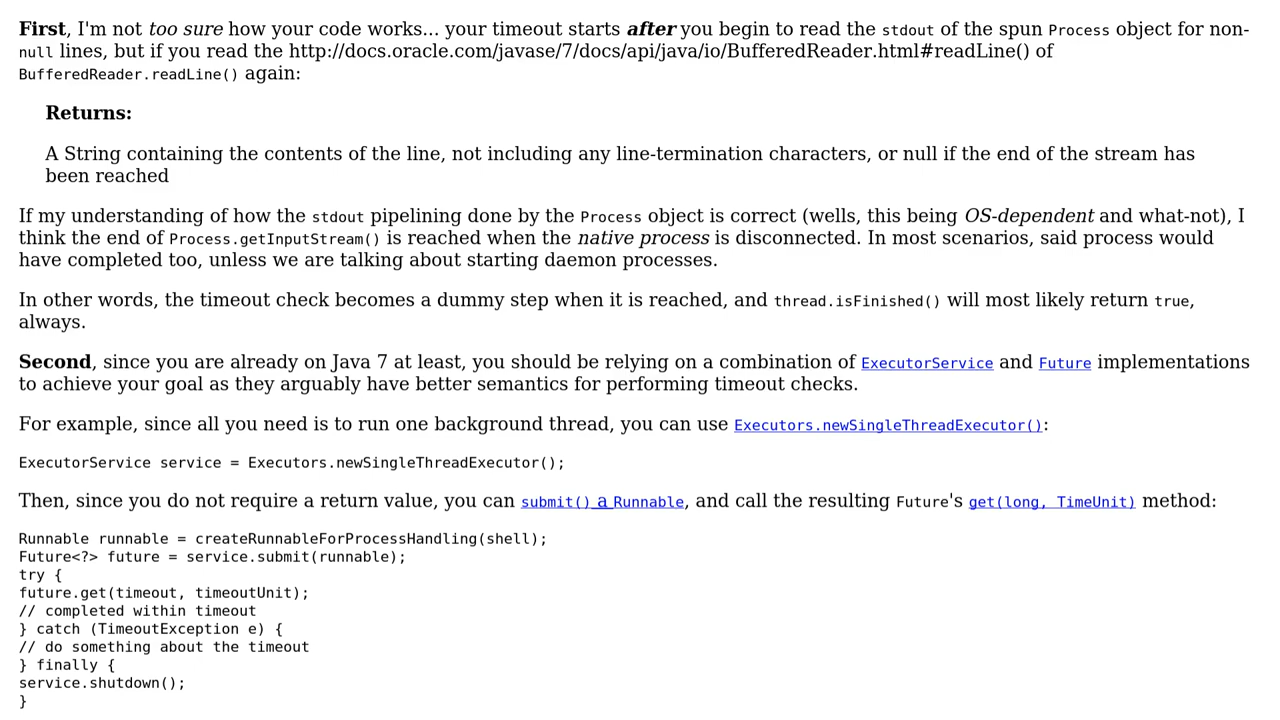 First, I'm not too sure how your code works... your timeout starts after you begin to read the stdout of the spun Process object for non-
null lines, but if you read the http://docs.oracle.com/javase/7/docs/api/java/io/BufferedReader.html#readLine() of
BufferedReader.readLine() again:
Returns:
A String containing the contents of the line, not including any line-termination characters, or null if the end of the stream has
been reached
If my understanding of how the stdout pipelining done by the Process object is correct (wells, this being OS-dependent and what-not), I
think the end of Process.getInputStream() is reached when the native process is disconnected. In most scenarios, said process would
have completed too, unless we are talking about starting daemon processes.
In other words, the timeout check becomes a dummy step when it is reached, and thread.isFinished() will most likely return true,
always.
Second, since you are already on Java 7 at least, you should be relying on a combination of ExecutorService and Future implementations
to achieve your goal as they arguably have better semantics for performing timeout checks.
For example, since all you need is to run one background thread, you can use Executors.newSingleThreadExecutor():
ExecutorService service = Executors.newSingleThreadExecutor();
Then, since you do not require a return value, you can submit() a Runnable, and call the resulting Future's get(long, TimeUnit) method:
Runnable runnable = createRunnableForProcessHandling(shell);
Future<?> future = service.submit(runnable);
try {
future.get(timeout, timeoutUnit);
// completed within timeout
} catch (TimeoutException e) {
// do something about the timeout
} finally {
service.shutdown();
}